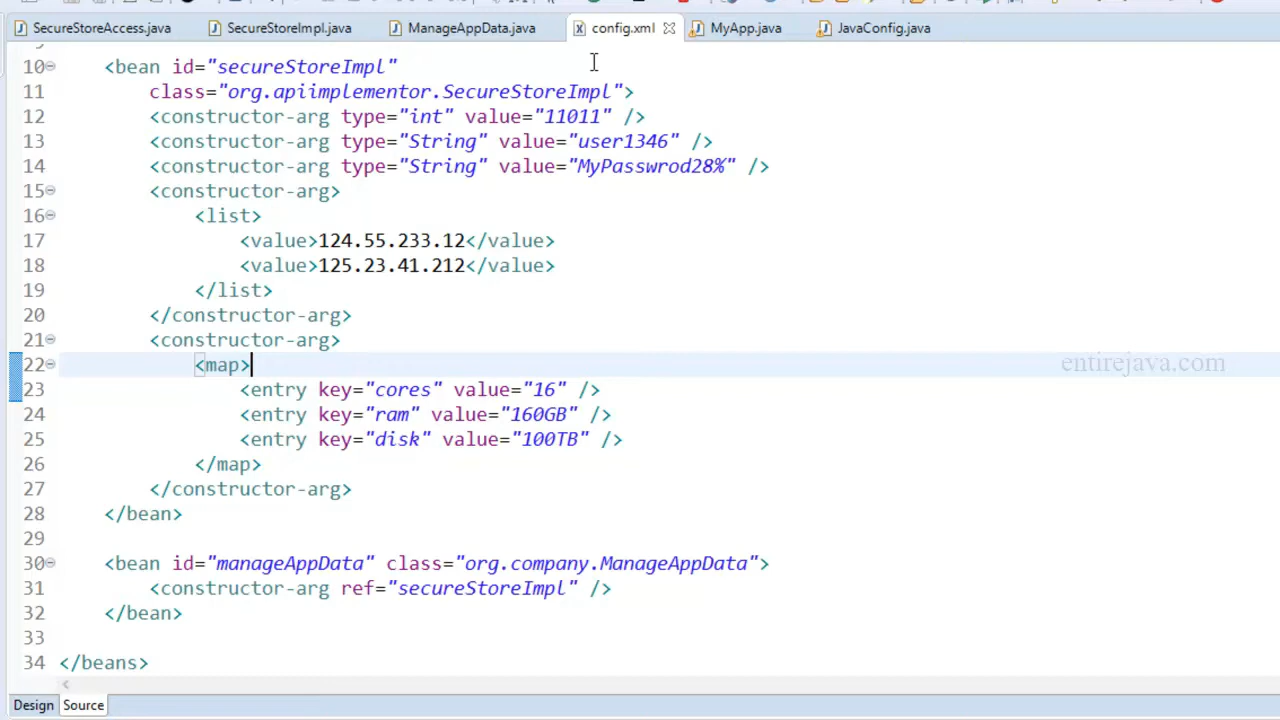 SecureStoreAccess.java SecureStoreImpl.java ManageAppData.java config.xml MyApp.java JavaConfig.java
10 <bean id="secureStoreImpl"
11 class="org.apiimplementor.SecureStoreImpl">
12 <constructor-arg type="int" value="11011" />
13 <constructor-arg type="String" value="user1346" />
14 <constructor-arg type="String" value="MyPasswrod28%" />
15 <constructor-arg>
16 <list>
17 <value>124.55.233.12</value>
18 <value>125.23.41.212</value>
19 </list>
20 </constructor-arg>
21 <constructor-arg>
22 <map>
entirejava.com
23 <entry key="cores" value="16" />
24 <entry key="ram" value="160GB" />
25 <entry key="disk" value="100TB" />
26 </map>
27 </constructor-arg>
28 </bean>
29
30 <bean id="manageAppData" class="org.company.ManageAppData">
31 <constructor-arg ref="secureStoreImpl" />
32 </bean>
33
34 </beans>
Design Source